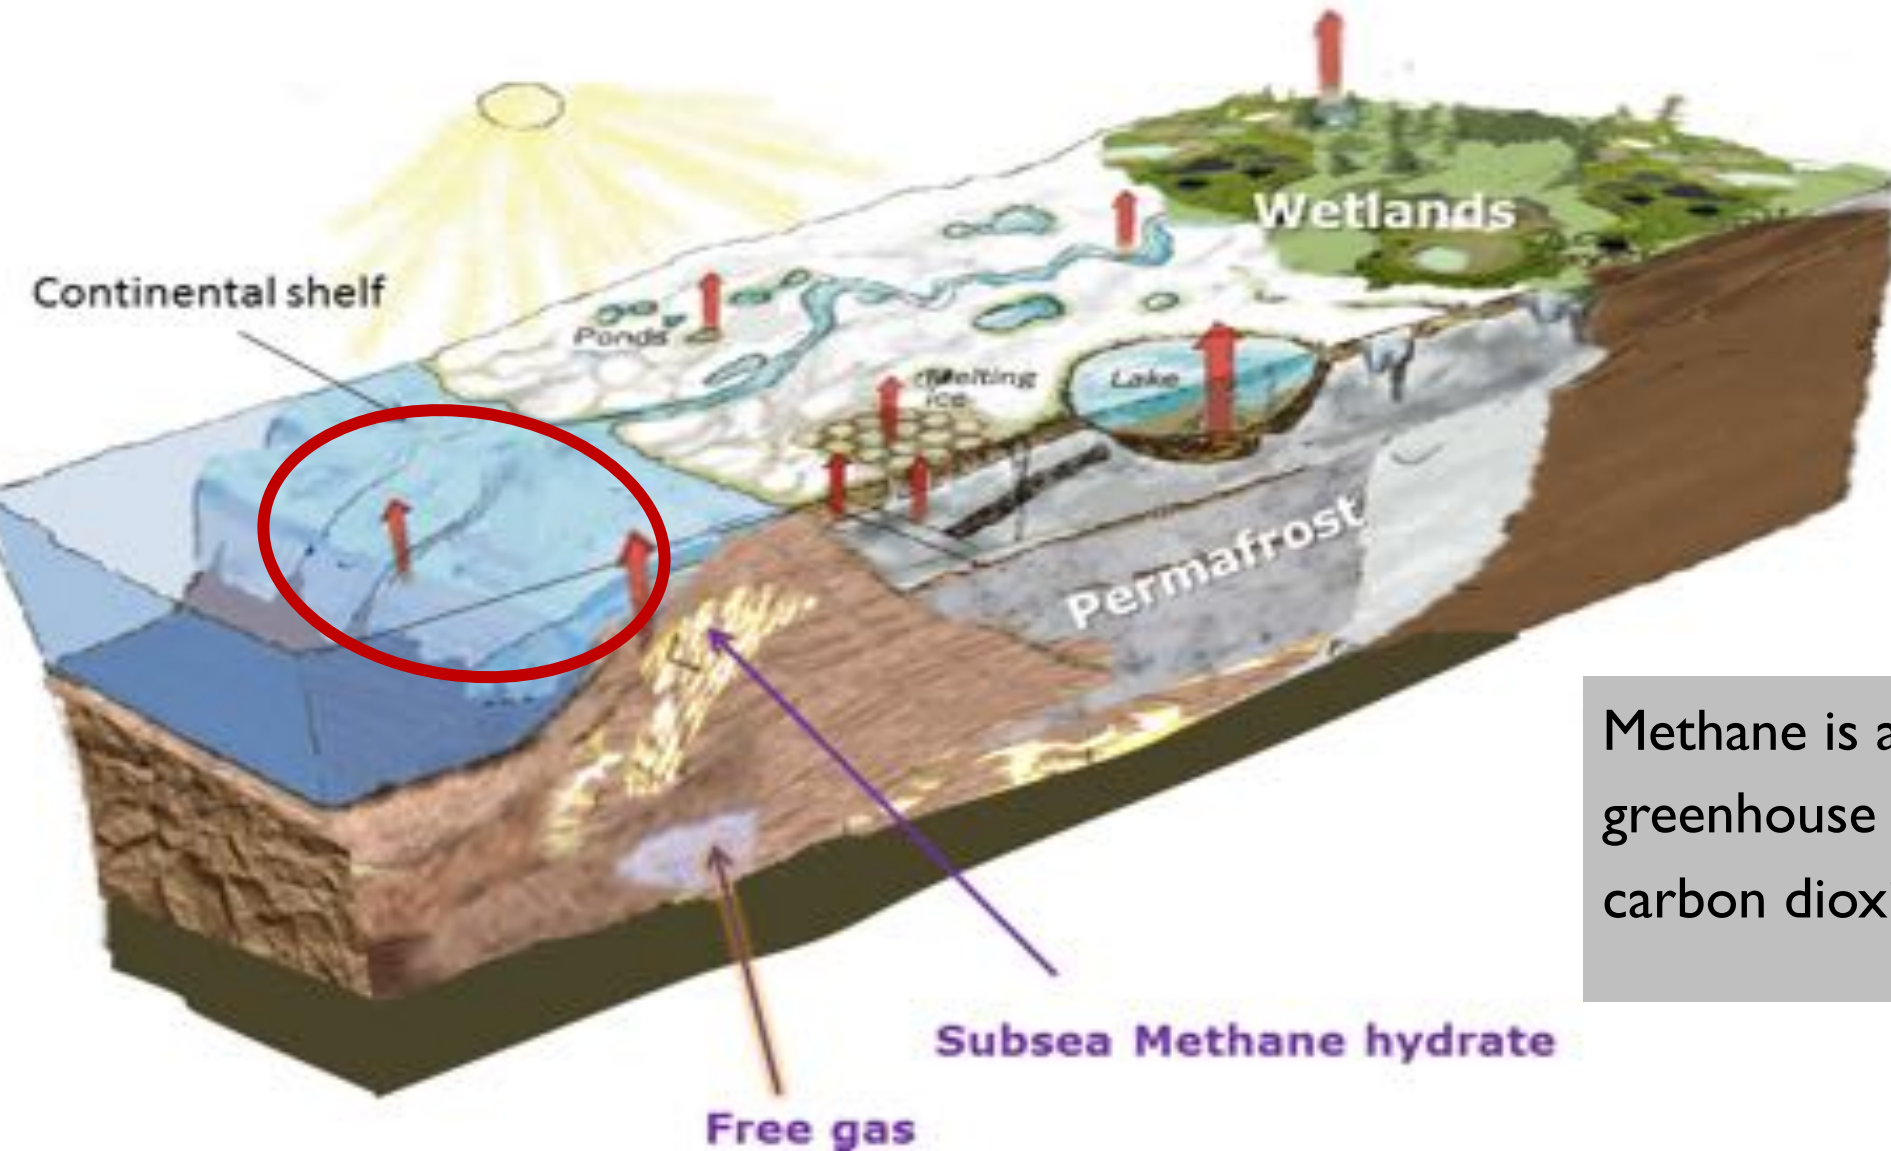 Wetlands
Continental shelf
Ponds
Melting
ice
Lake
Permafrost
Methane is a
greenhouse
carbon diox
Subsea Methane hydrate
Free gas